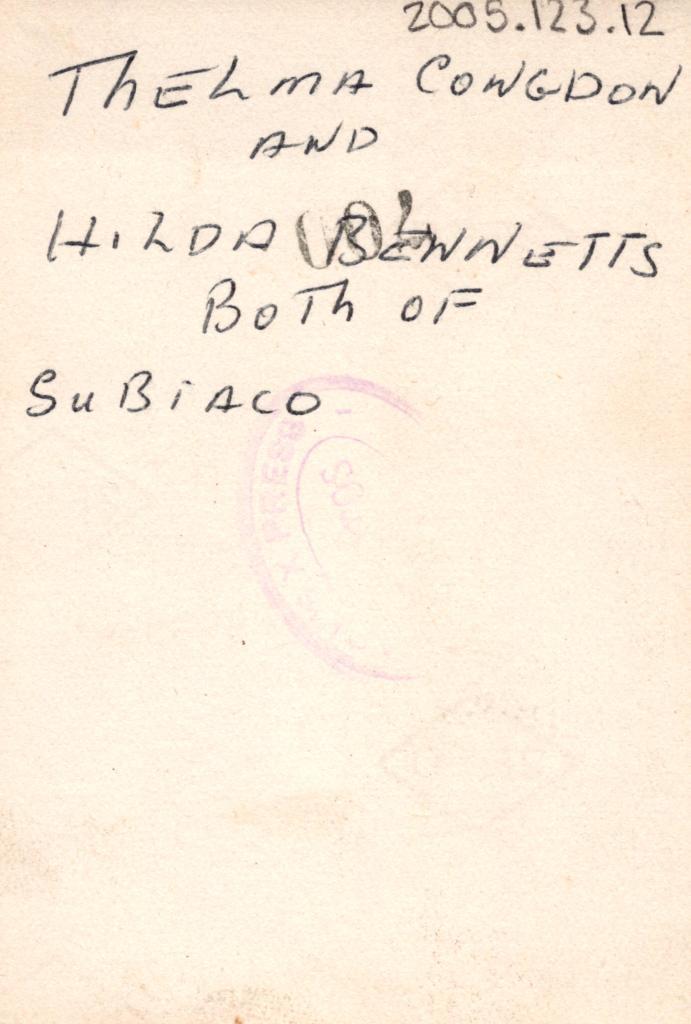 2005.123.12
THELMA CONGDON
AND
HILDA BENNETTS
BOTH OF
SUBIACO